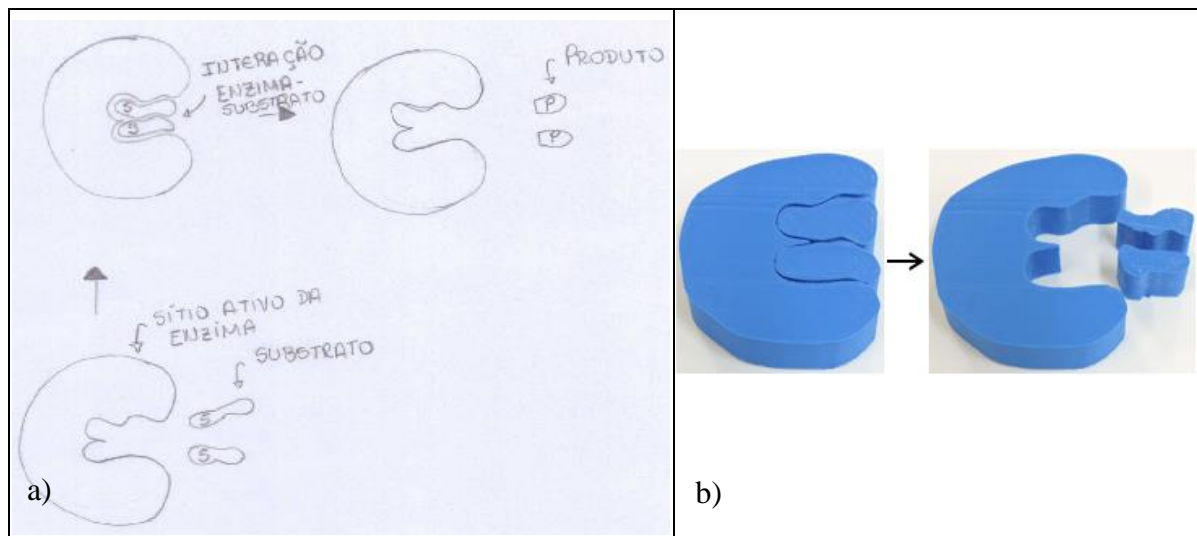 INTERAÇÃO
ENZIMA-
SUBSTRATO
S
S
PRODUTO
P
P
SÍTIO ATIVO DA
ENZIMA
SUBSTRATO
S
S
a)
b)